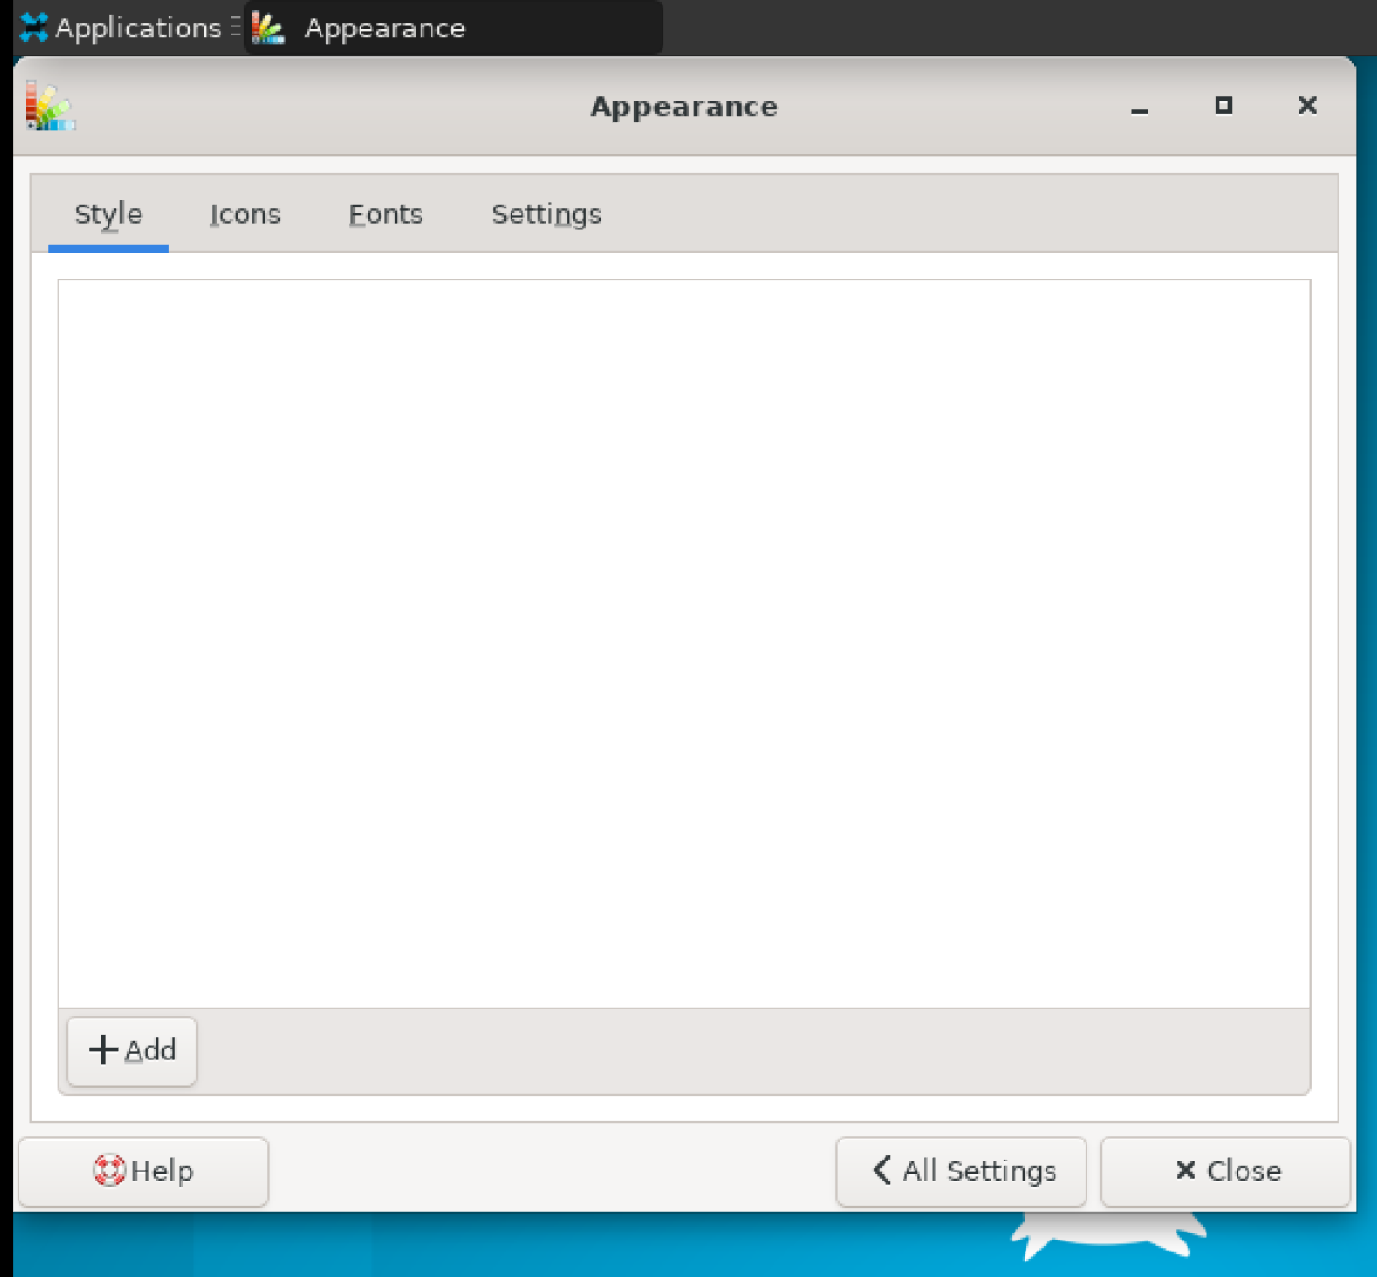 Applications Appearance
Appearance
Style Icons Fonts Settings
Add
Help All Settings Close